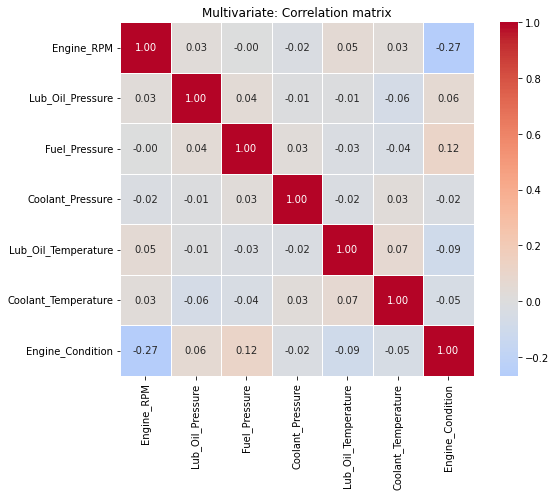 Multivariate: Correlation matrix
Engine_RPM 1.00 0.03 -0.00 -0.02 0.05 0.03 -0.27
Lub_Oil_Pressure 0.03 1.00 0.04 -0.01 -0.01 -0.06 0.06
Fuel_Pressure -0.00 0.04 1.00 0.03 -0.03 -0.04 0.12
Coolant_Pressure -0.02 -0.01 0.03 1.00 -0.02 0.03 -0.02
Lub_Oil_Temperature 0.05 -0.01 -0.03 -0.02 1.00 0.07 -0.09
Coolant_Temperature 0.03 -0.06 -0.04 0.03 0.07 1.00 -0.05
Engine_Condition -0.27 0.06 0.12 -0.02 -0.09 -0.05 1.00
Engine_RPM
Lub_Oil_Pressure
Fuel_Pressure
Coolant_Pressure
Lub_Oil_Temperature
Coolant_Temperature
Engine_Condition
1.0
0.8
0.6
0.4
0.2
0.0
−0.2